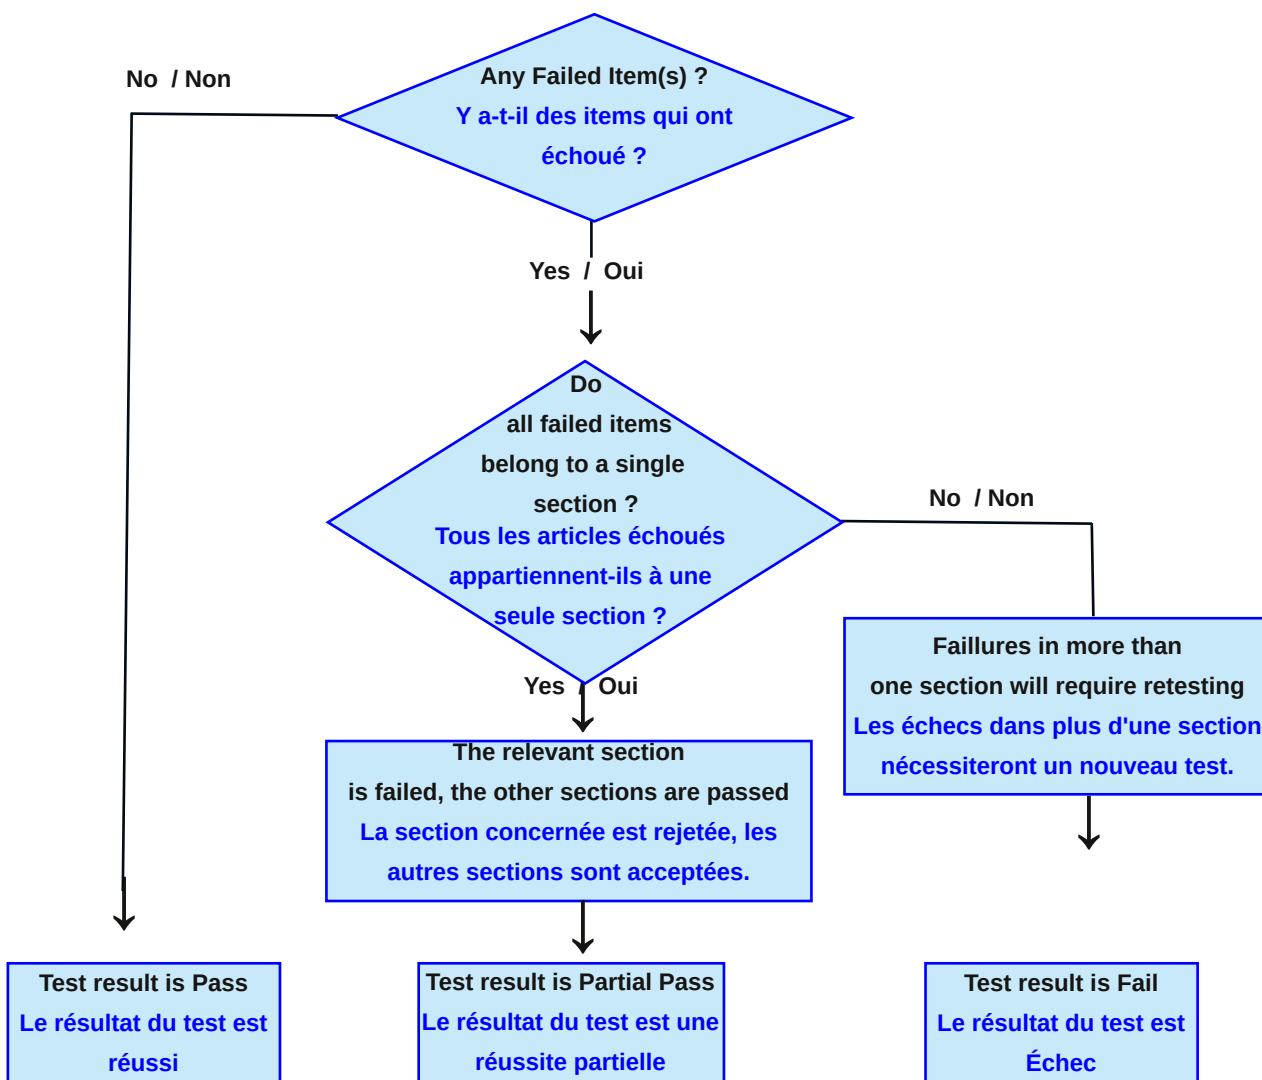 Any Failed Item(s) ?
Y a-t-il des items qui ont
échoué ?
No / Non
Yes / Oui
Do
all failed items
belong to a single
section ?
Tous les articles échoués
appartiennent-ils à une
seule section ?
No / Non
Faillures in more than
one section will require retesting
Les échecs dans plus d'une section
nécessiteront un nouveau test.
Yes / Oui
The relevant section
is failed, the other sections are passed
La section concernée est rejetée, les
autres sections sont acceptées.
Test result is Pass
Le résultat du test est
réussi
Test result is Partial Pass
Le résultat du test est une
réussite partielle
Test result is Fail
Le résultat du test est
Échec